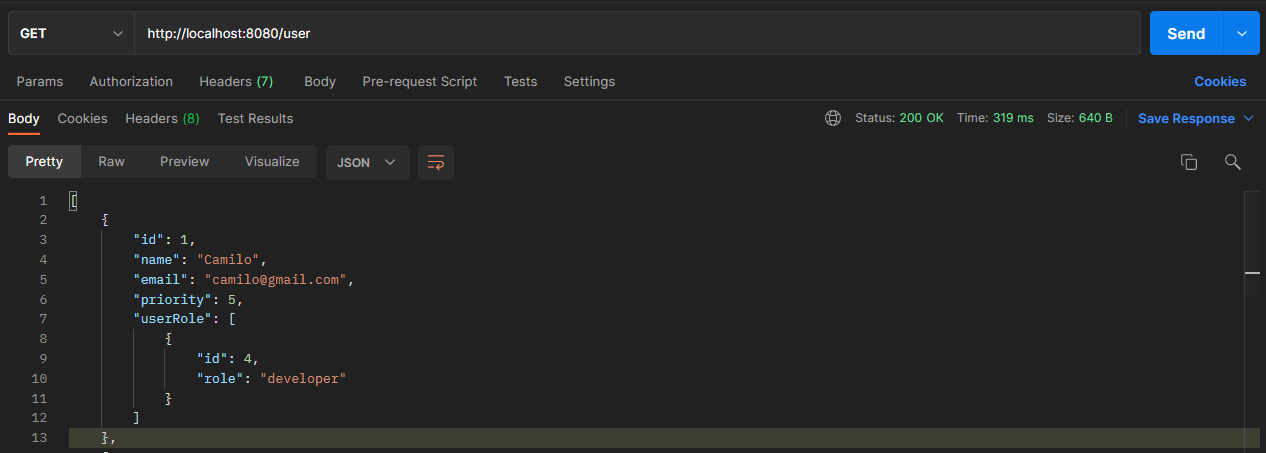 GET http://localhost:8080/user Send
Params Authorization Headers (7) Body Pre-request Script Tests Settings Cookies
Body Cookies Headers (8) Test Results Status: 200 OK Time: 319 ms Size: 640 B Save Response
Pretty Raw Preview Visualize JSON
1 [
2 {
3 "id": 1,
4 "name": "Camilo",
5 "email": "camilo@gmail.com",
6 "priority": 5,
7 "userRole": [
8 {
9 "id": 4,
10 "role": "developer"
11 }
12 ]
13 },